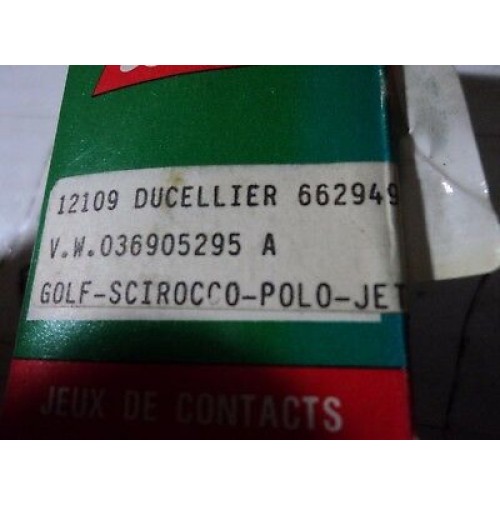 12109 DUCELLIER 662949
V.W.036905295 A
GOLF-SCIROCCO-POLO-JET
JEUX DE CONTACTS